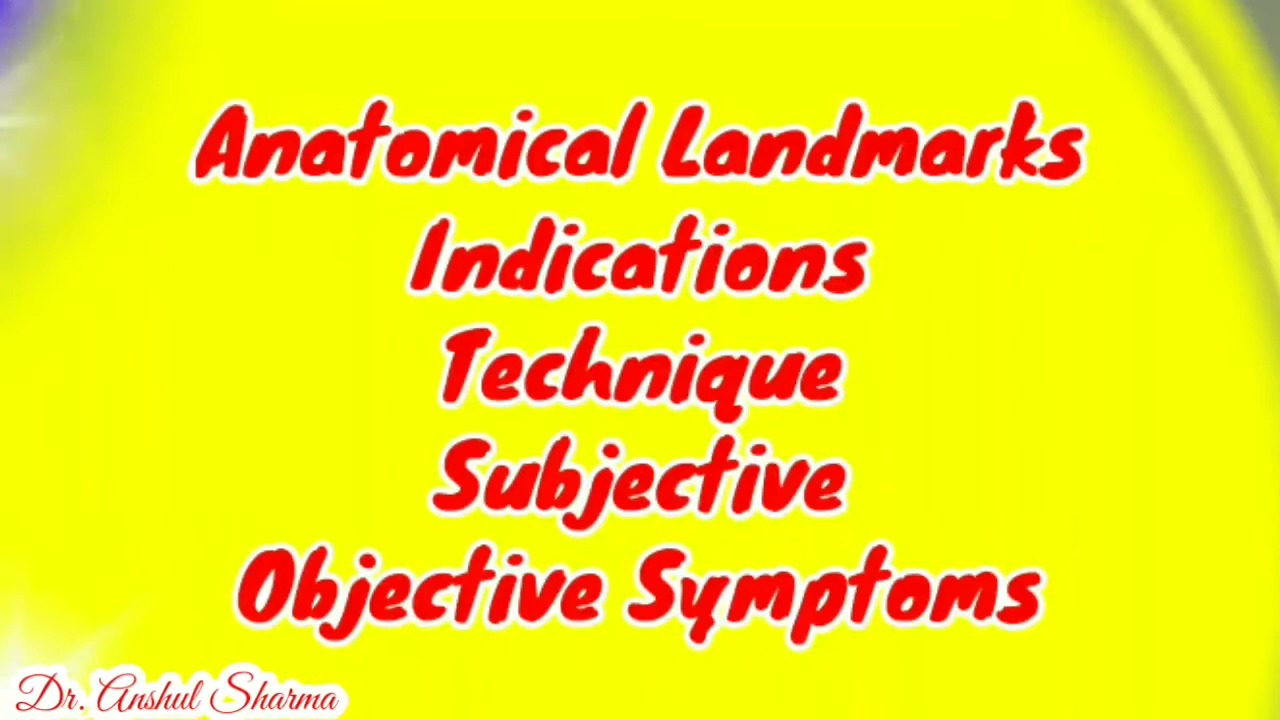 Anatomical Landmarks
Indications
Technique
Subjective
Objective Symptoms
Dr. Anshul Sharma